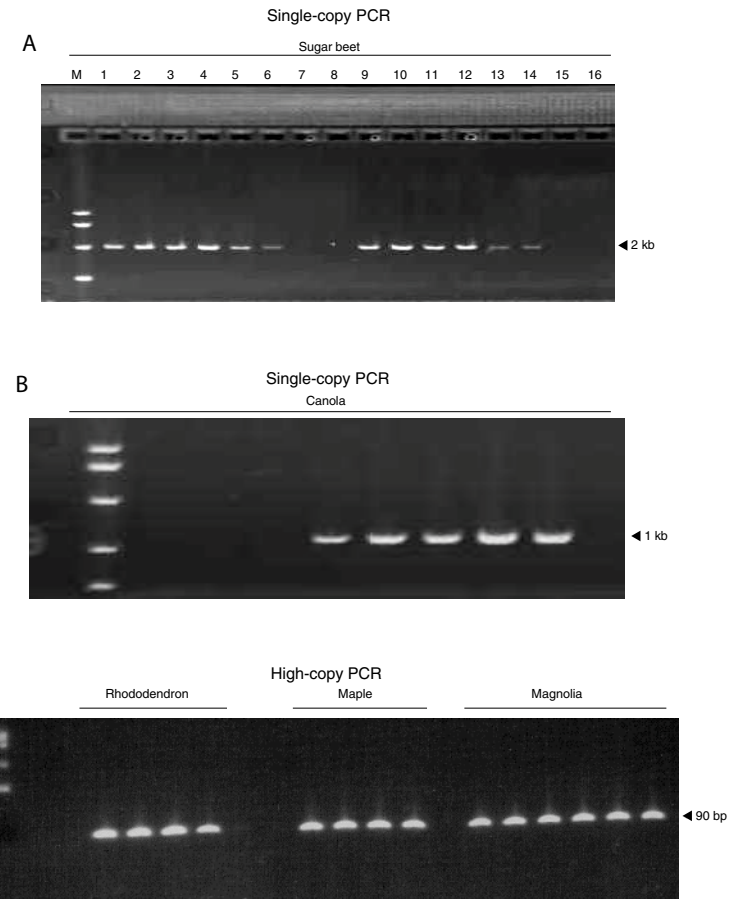 Single-copy PCR
A
Sugar beet
M 1 2 3 4 5 6 7 8 9 10 11 12 13 14 15 16
◄ 2 kb
Single-copy PCR
B
Canola
◄ 1 kb
High-copy PCR
Rhododendron Maple Magnolia
◄ 90 bp